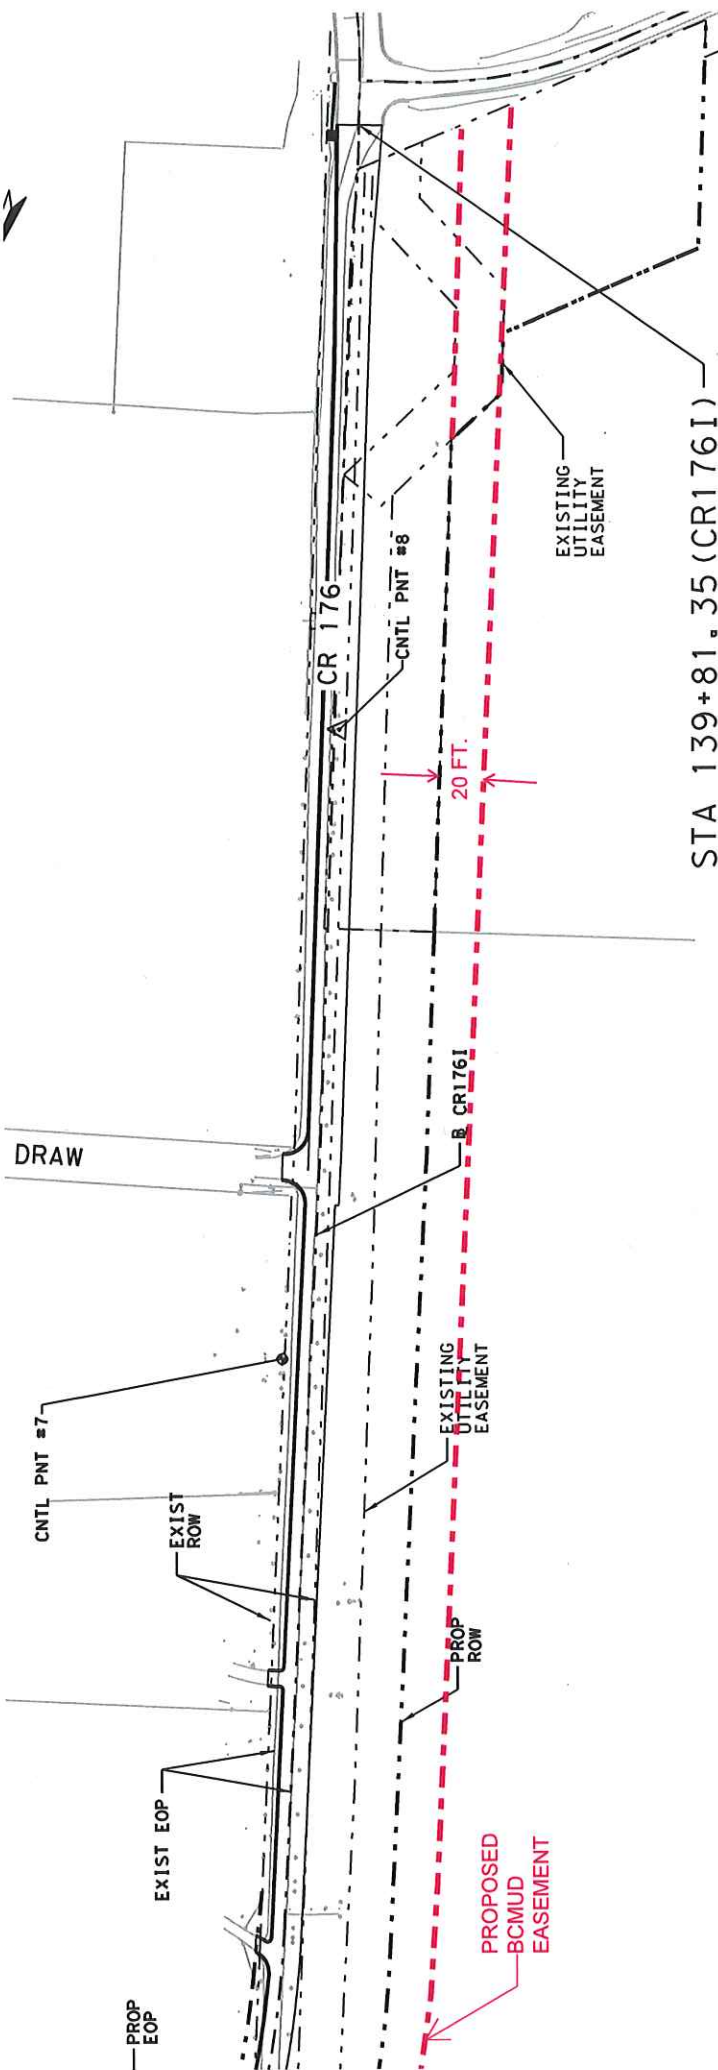 CR 176
CNTL PNT #8
EXISTING
UTILITY
EASEMENT
STA 139+81.35(CR176I)
20 FT.
B CR176I
DRAW
CNTL PNT #7
EXIST
ROW
EXISTING
UTILITY
EASEMENT
PROP
ROW
EXIST EOP
PROPOSED
BCMUD
EASEMENT
PROP
EOP